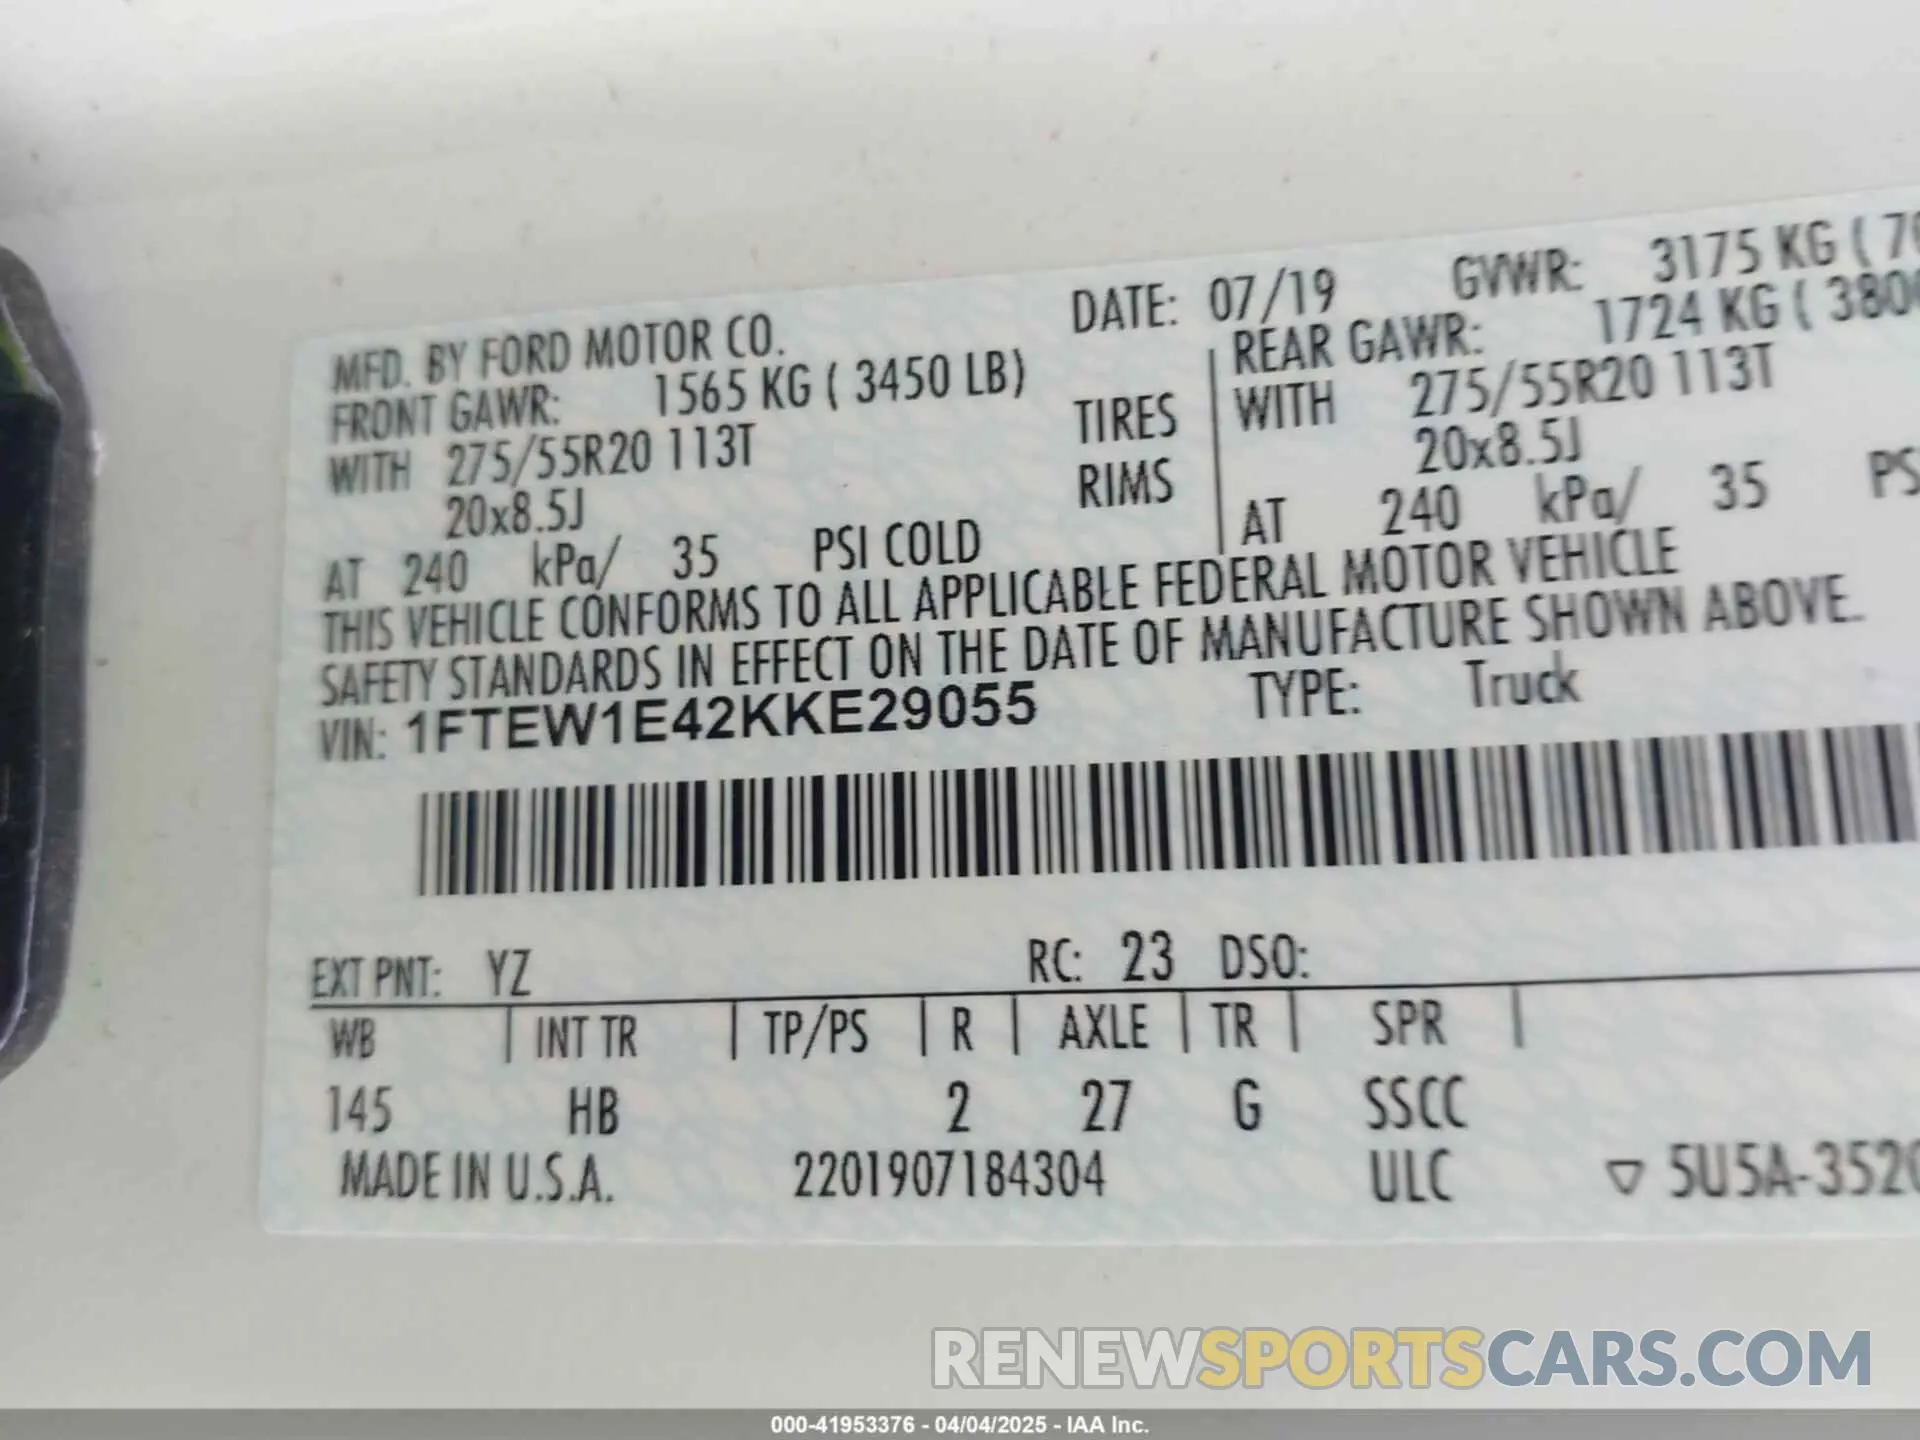 MFD. BY FORD MOTOR CO. DATE: 07/19 GVWR: 3175 KG ( 70
FRONT GAWR: 1565 KG ( 3450 LB) REAR GAWR: 1724 KG ( 3800
WITH 275/55R20 113T TIRES WITH 275/55R20 113T
20x8.5J RIMS 20x8.5J
AT 240 kPa/ 35 PSI COLD AT 240 kPa/ 35 PSI
THIS VEHICLE CONFORMS TO ALL APPLICABLE FEDERAL MOTOR VEHICLE
SAFETY STANDARDS IN EFFECT ON THE DATE OF MANUFACTURE SHOWN ABOVE.
VIN: 1FTEW1E42KKE29055 TYPE: Truck
EXT PNT: YZ RC: 23 DSO:
WB | INT TR | TP/PS | R | AXLE | TR | SPR |
145 HB 2 27 G SSCC
MADE IN U.S.A. 2201907184304 ULC ▽ 5U5A-3520
RENEWSPORTSCARS.COM
000-41953376 - 04/04/2025 - IAA Inc.